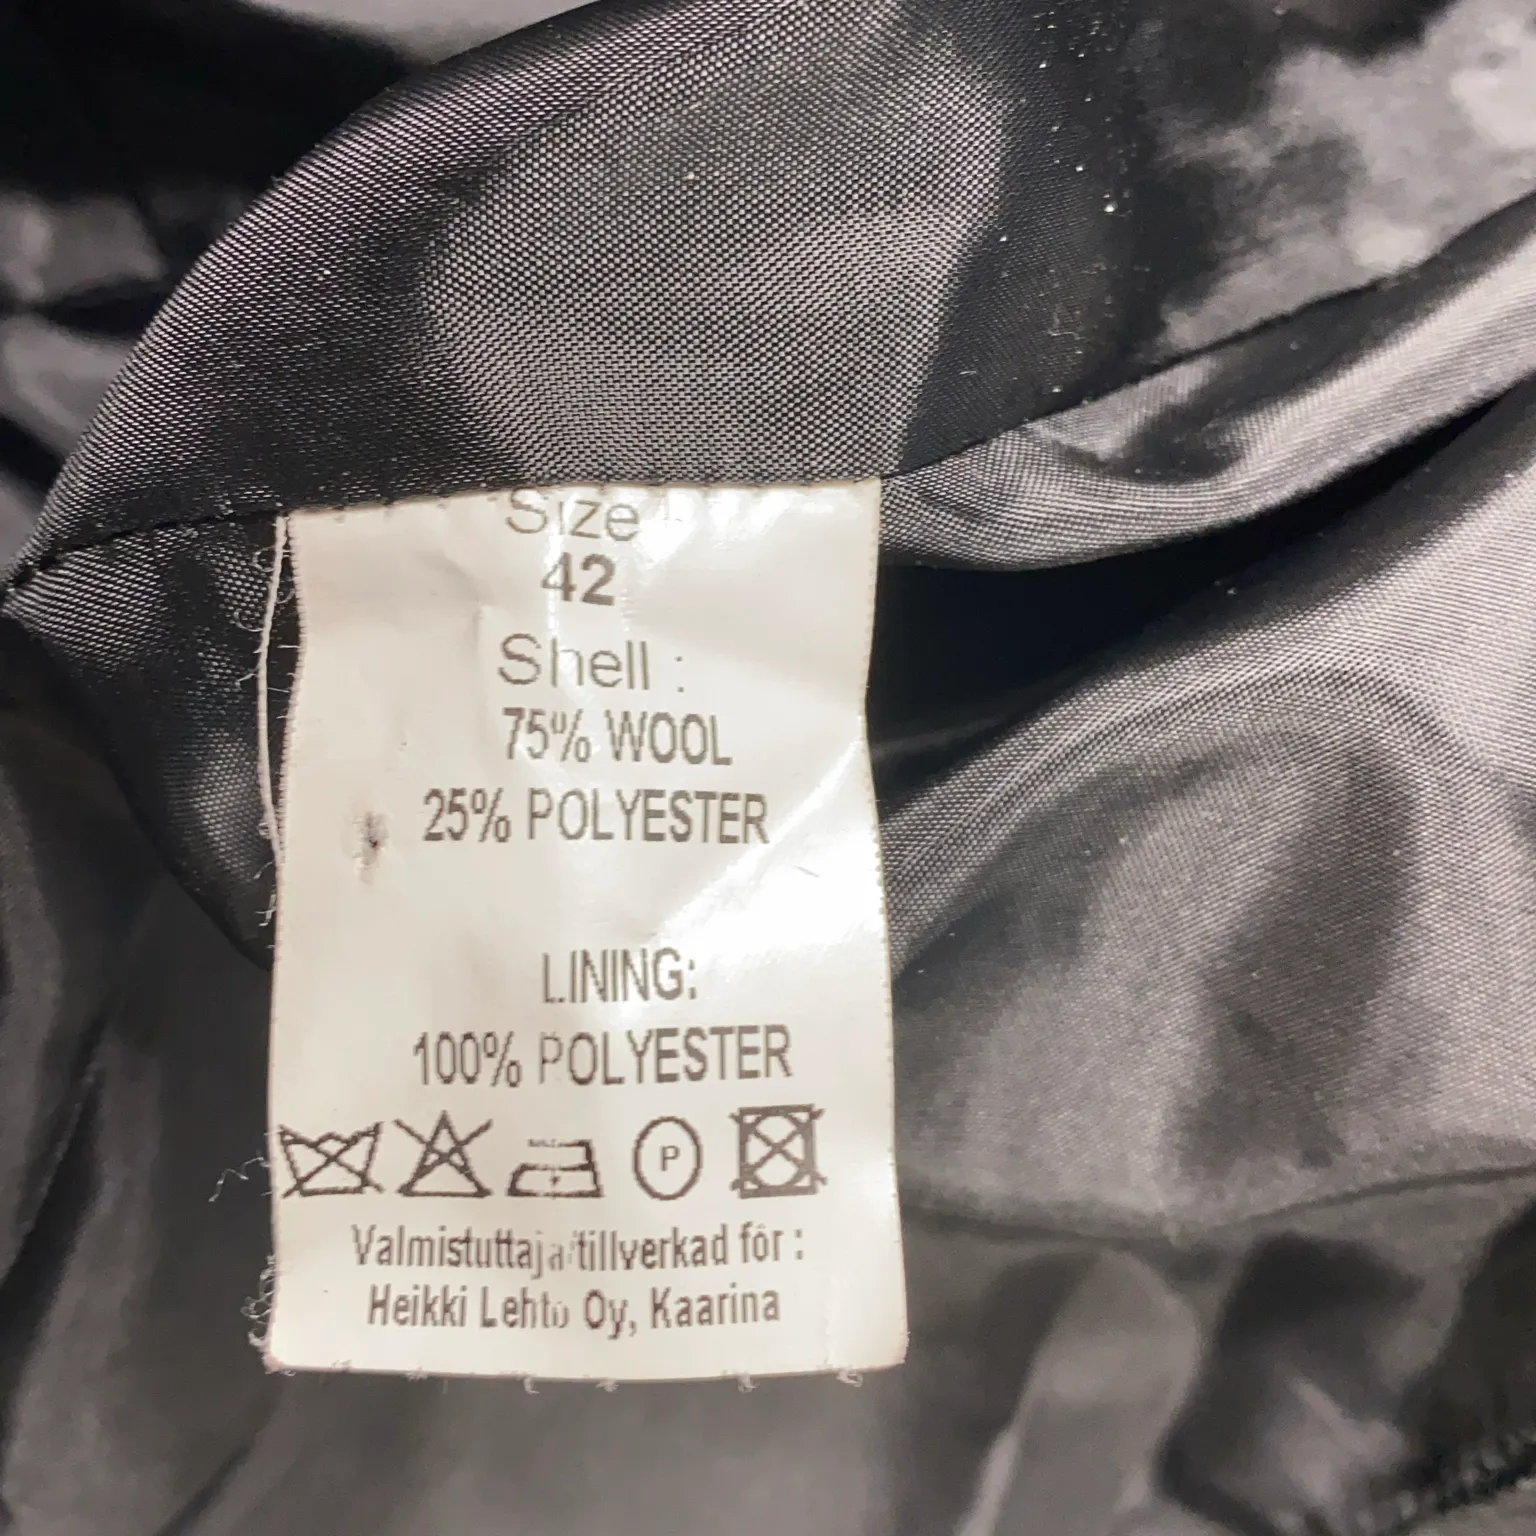 Size
42
Shell :
75% WOOL
25% POLYESTER
LINING:
100% POLYESTER
P
Valmistuttaja/tillverkad för :
Heikki Lehto Oy, Kaarina